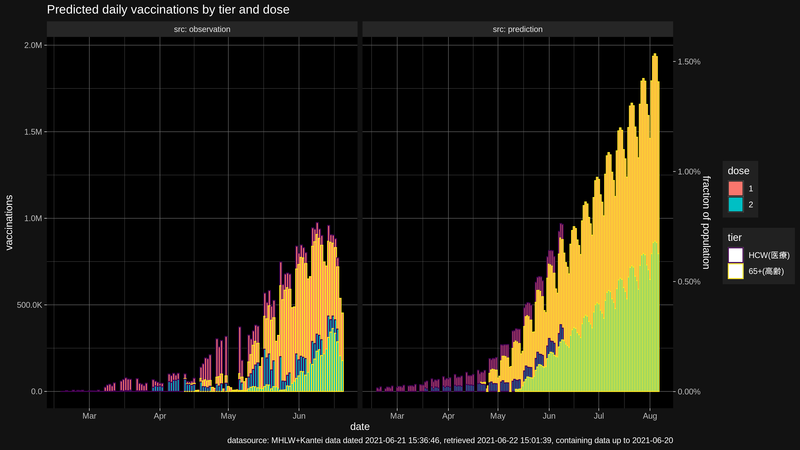 Predicted daily vaccinations by tier and dose
src: observation
src: prediction
2.0M
1.5M
1.0M
500.0K
0.0
vaccinations
Mar
Apr
May
Jun
Mar
Apr
May
Jun
Jul
Aug
date
1.50%
1.00%
0.50%
0.00%
fraction of population
dose
1
2
tier
HCW(医療)
65+(高齢)
datasource: MHLW+Kantei data dated 2021-06-21 15:36:46, retrieved 2021-06-22 15:01:39, containing data up to 2021-06-20